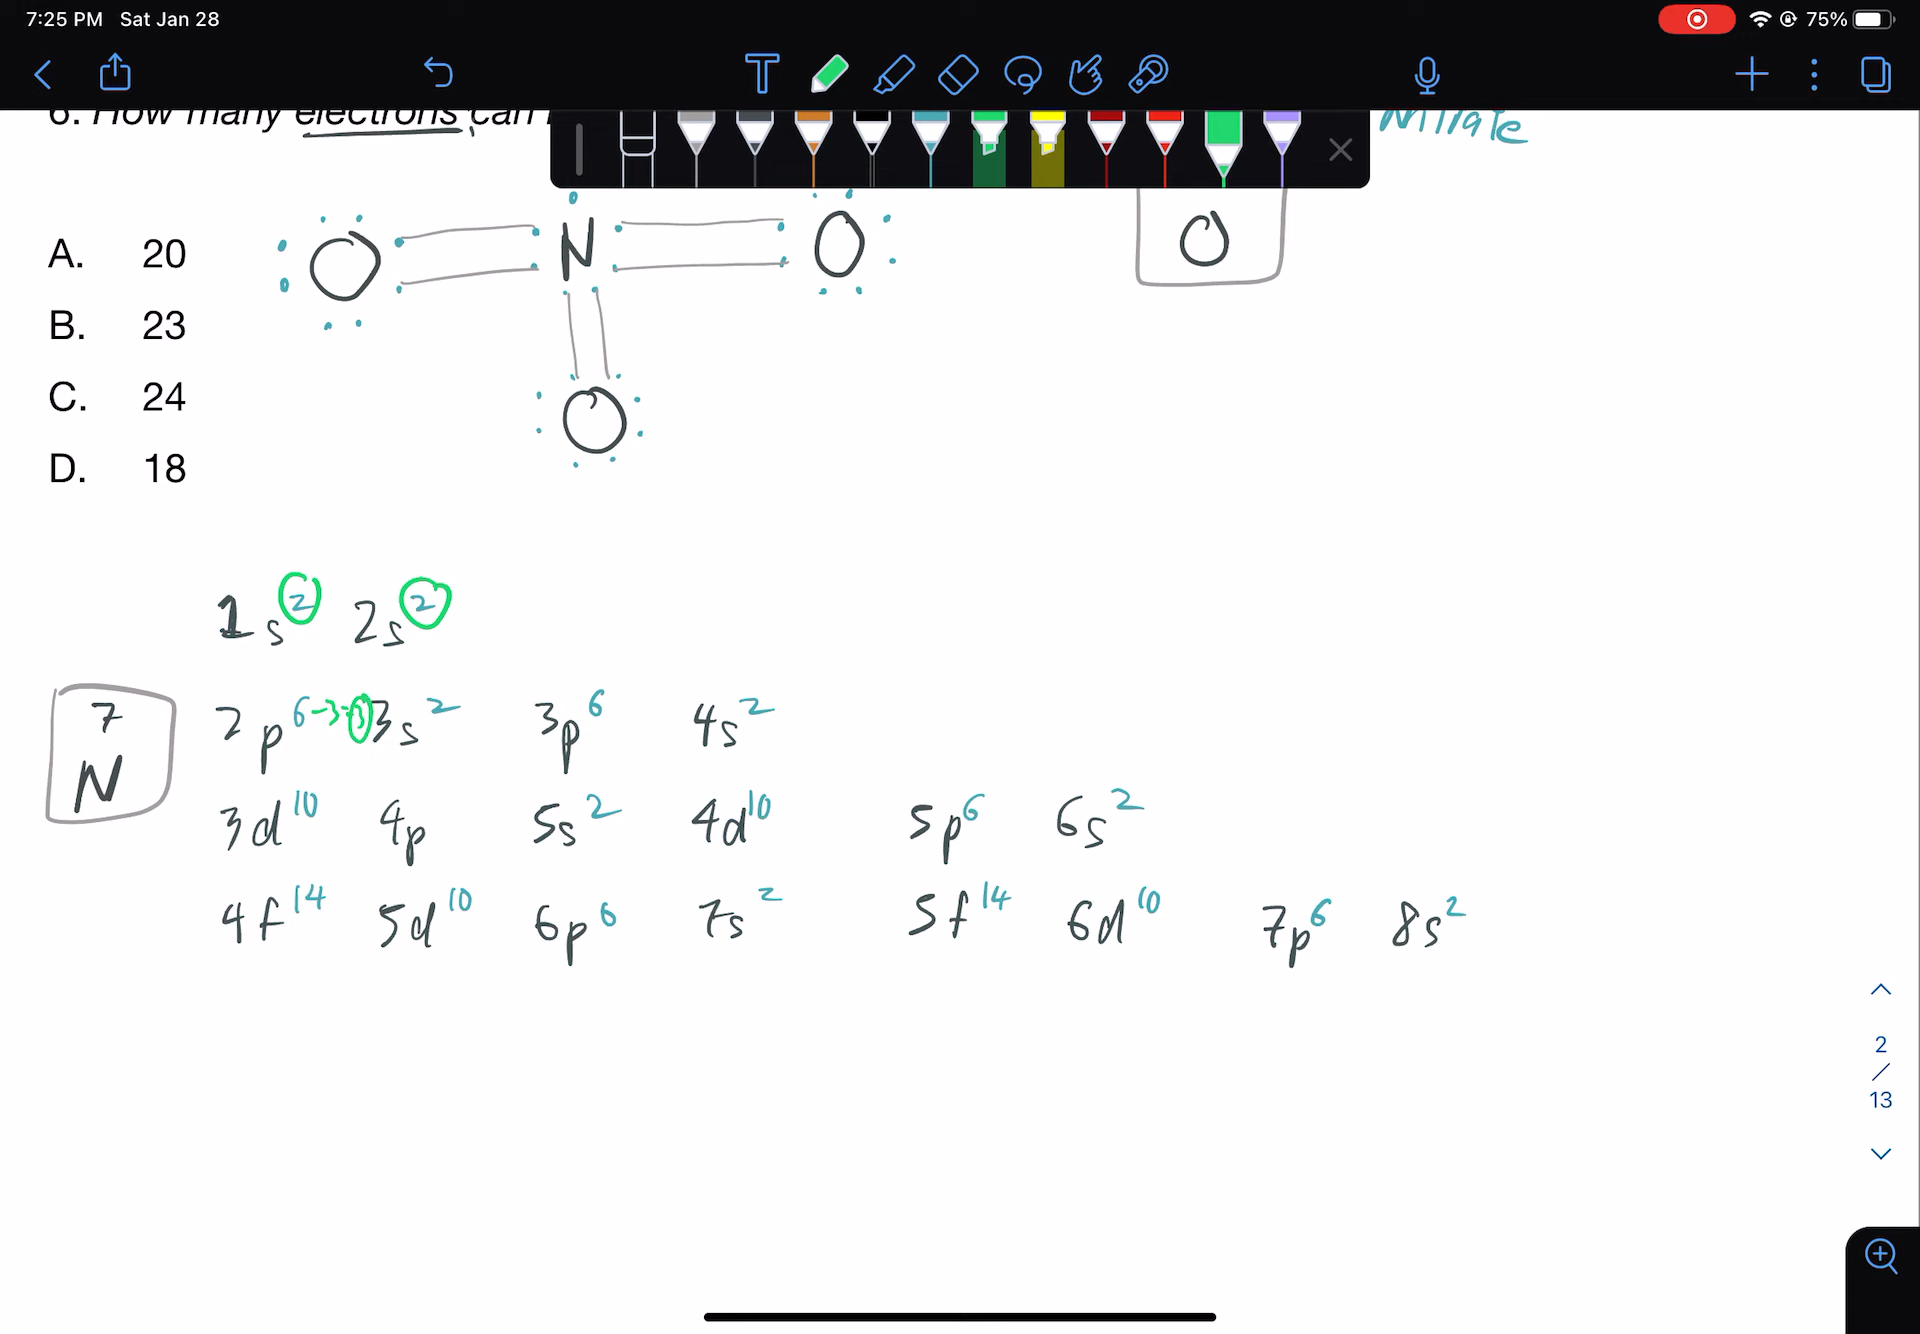 7:25 PM Sat Jan 28
75%
T
6. How many electrons can
Nitrate
O N O
O
A. 20
B. 23
C. 24
O
D. 18
1s² 2s²
2p⁶-3=3 3s² 3p⁶ 4s²
7
N
3d¹⁰ 4p 5s² 4d¹⁰ 5p⁶ 6s²
4f¹⁴ 5d¹⁰ 6p⁶ 7s² 5f¹⁴ 6d¹⁰ 7p⁶ 8s²
2
/
13